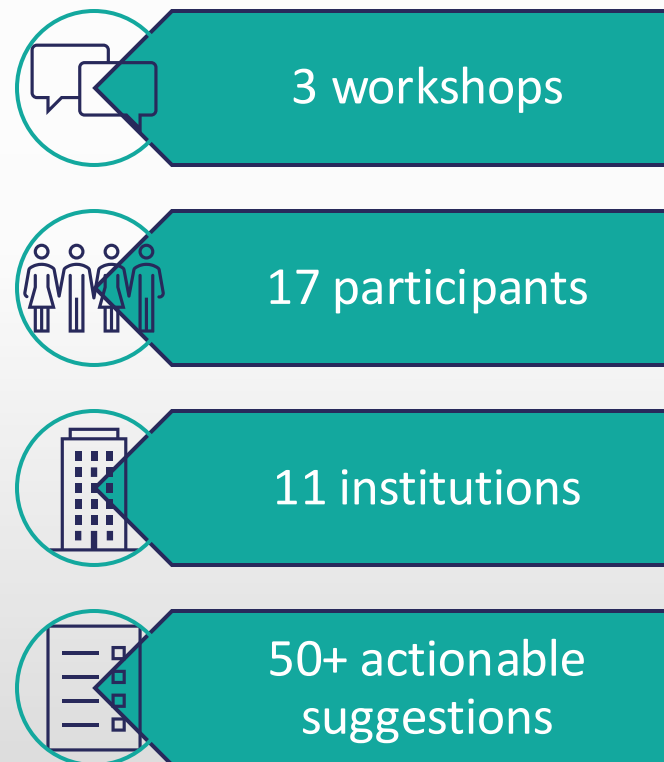 3 workshops
17 participants
11 institutions
50+ actionable
suggestions